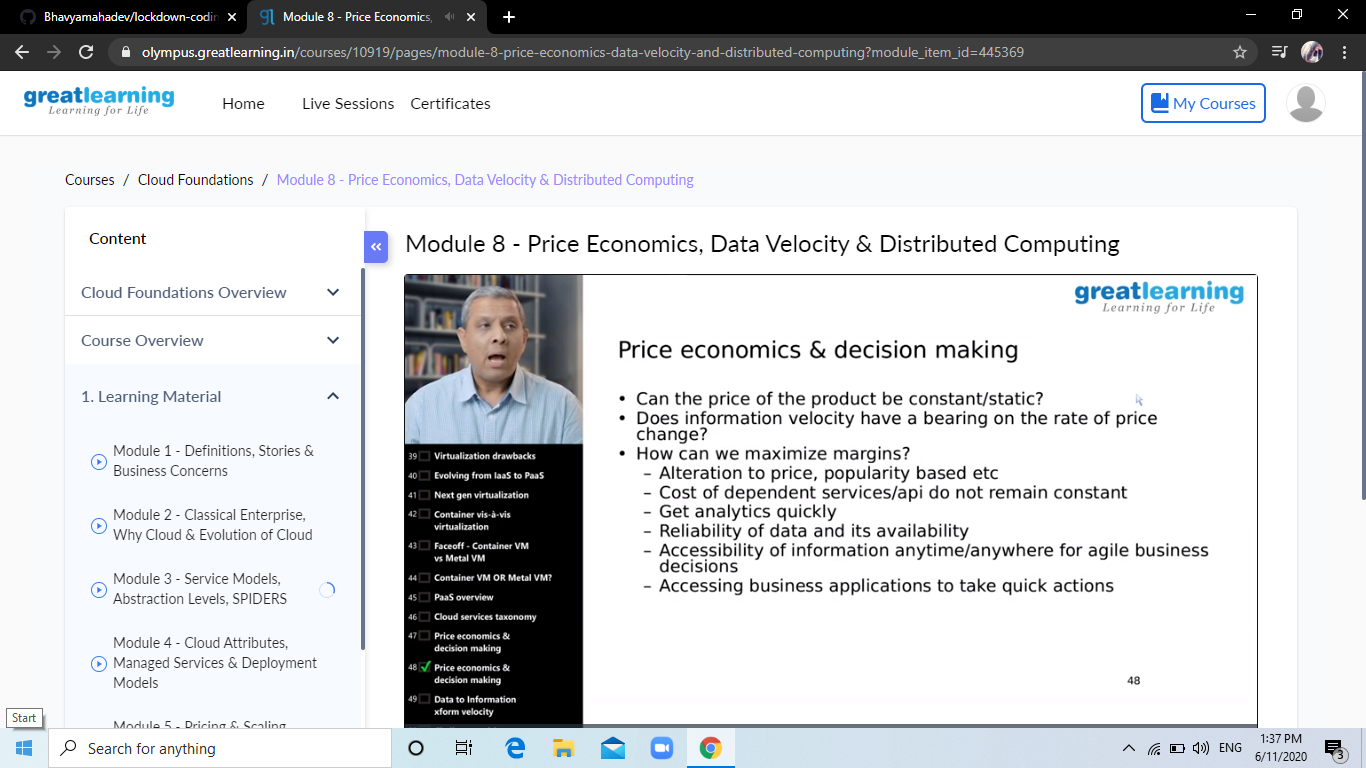 Bhavyamahadev/lockdown-codin
Module 8 - Price Economics,
olympus.greatlearning.in/courses/10919/pages/module-8-price-economics-data-velocity-and-distributed-computing?module_item_id=445369
greatlearning
Learning for Life
Home
Live Sessions
Certificates
My Courses
Courses / Cloud Foundations / Module 8 - Price Economics, Data Velocity & Distributed Computing
Content
Cloud Foundations Overview
Course Overview
1. Learning Material
Module 1 - Definitions, Stories &
Business Concerns
Module 2 - Classical Enterprise,
Why Cloud & Evolution of Cloud
Module 3 - Service Models,
Abstraction Levels, SPIDERS
Module 4 - Cloud Attributes,
Managed Services & Deployment
Models
Module 5 - Pricing & Scaling
Module 8 - Price Economics, Data Velocity & Distributed Computing
39 Virtualization drawbacks
40 Evolving from IaaS to PaaS
41 Next gen virtualization
42 Container vis-à-vis
virtualization
43 Faceoff - Container VM
vs Metal VM
44 Container VM OR Metal VM?
45 PaaS overview
46 Cloud services taxonomy
47 Price economics &
decision making
48 Price economics &
decision making
49 Data to Information
xform velocity
greatlearning
Learning for Life
Price economics & decision making
• Can the price of the product be constant/static?
• Does information velocity have a bearing on the rate of price
change?
• How can we maximize margins?
– Alteration to price, popularity based etc
– Cost of dependent services/api do not remain constant
– Get analytics quickly
– Reliability of data and its availability
– Accessibility of information anytime/anywhere for agile business
decisions
– Accessing business applications to take quick actions
48
Start
Search for anything
ENG
1:37 PM
6/11/2020
3